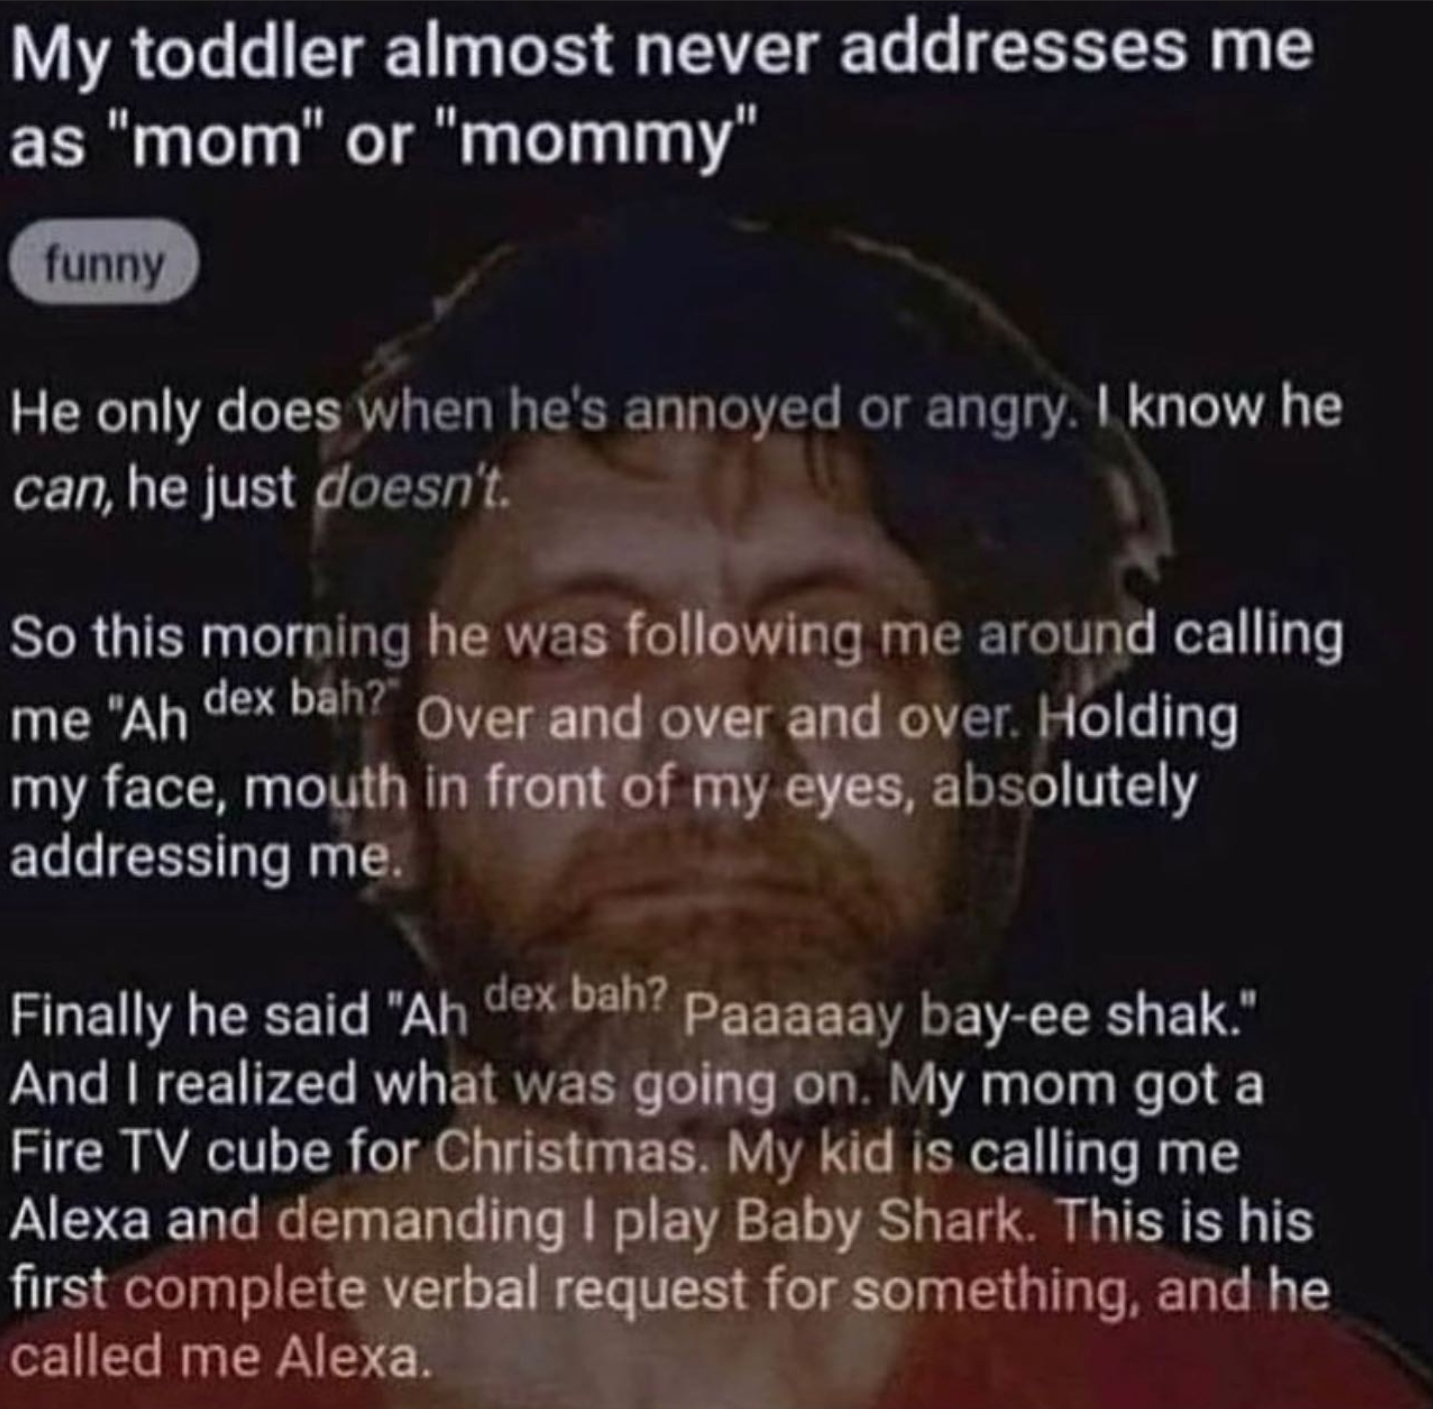 My toddler almost never addresses me
as "mom" or "mommy"
funny
He only does when he's annoyed or angry. I know he
can, he just doesn't.
So this morning he was following me around calling
me "Ah dex bah?" Over and over and over. Holding
my face, mouth in front of my eyes, absolutely
addressing me.
Finally he said "Ah dex bah? Paaaaay bay-ee shak."
And I realized what was going on. My mom got a
Fire TV cube for Christmas. My kid is calling me
Alexa and demanding I play Baby Shark. This is his
first complete verbal request for something, and he
called me Alexa.